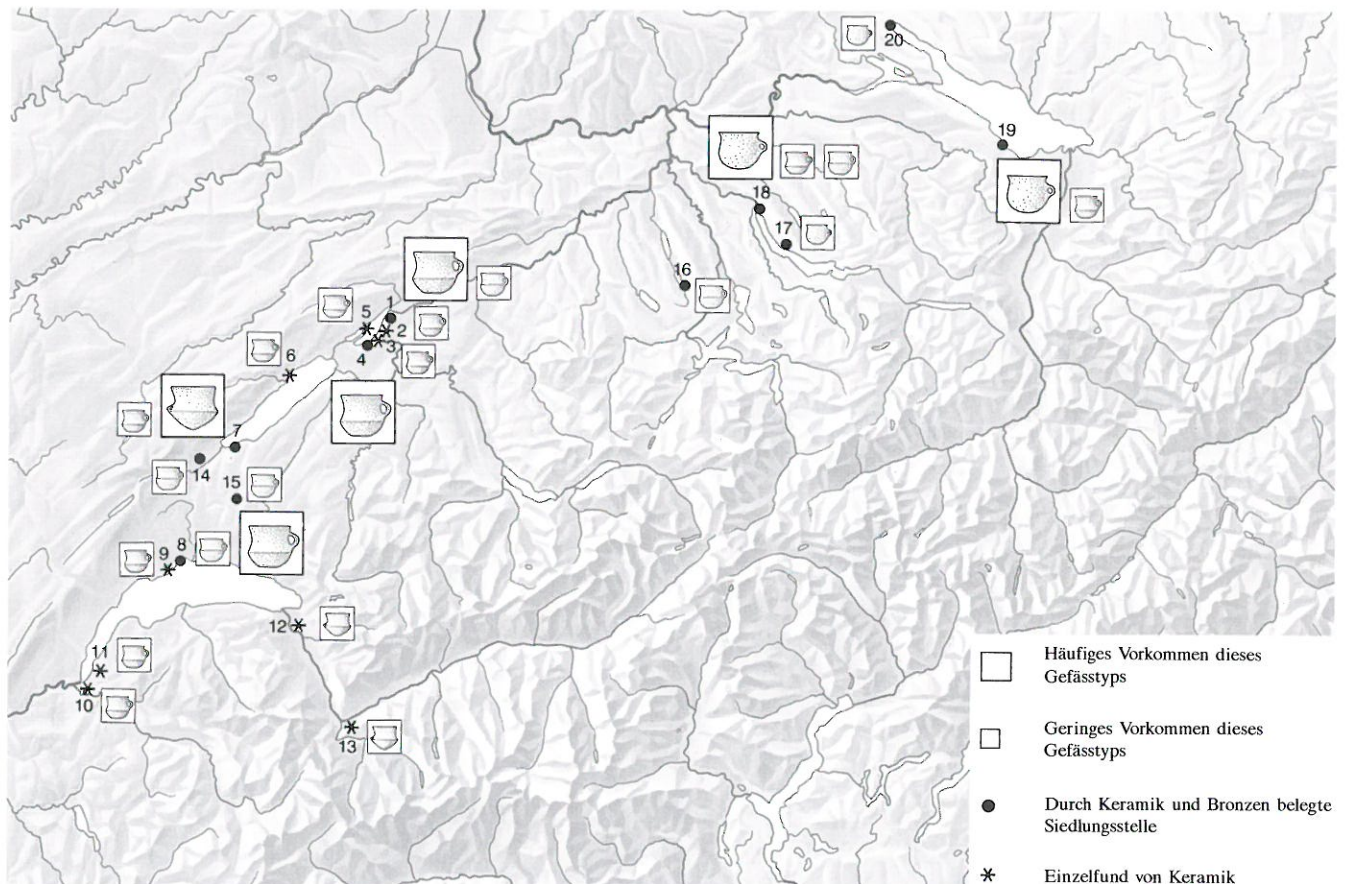 20
19
18
17
16
1
5
2
3
4
6
7
14
15
9
8
12
11
10
13
Häufiges Vorkommen dieses
Gefässtyps
Geringes Vorkommen dieses
Gefässtyps
Durch Keramik und Bronzen belegte
Siedlungsstelle
Einzelfund von Keramik